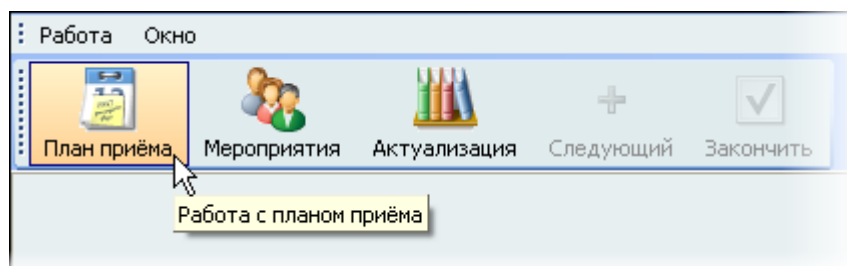 Работа Окно
План приёма Мероприятия Актуализация Следующий Закончить
Работа с планом приёма